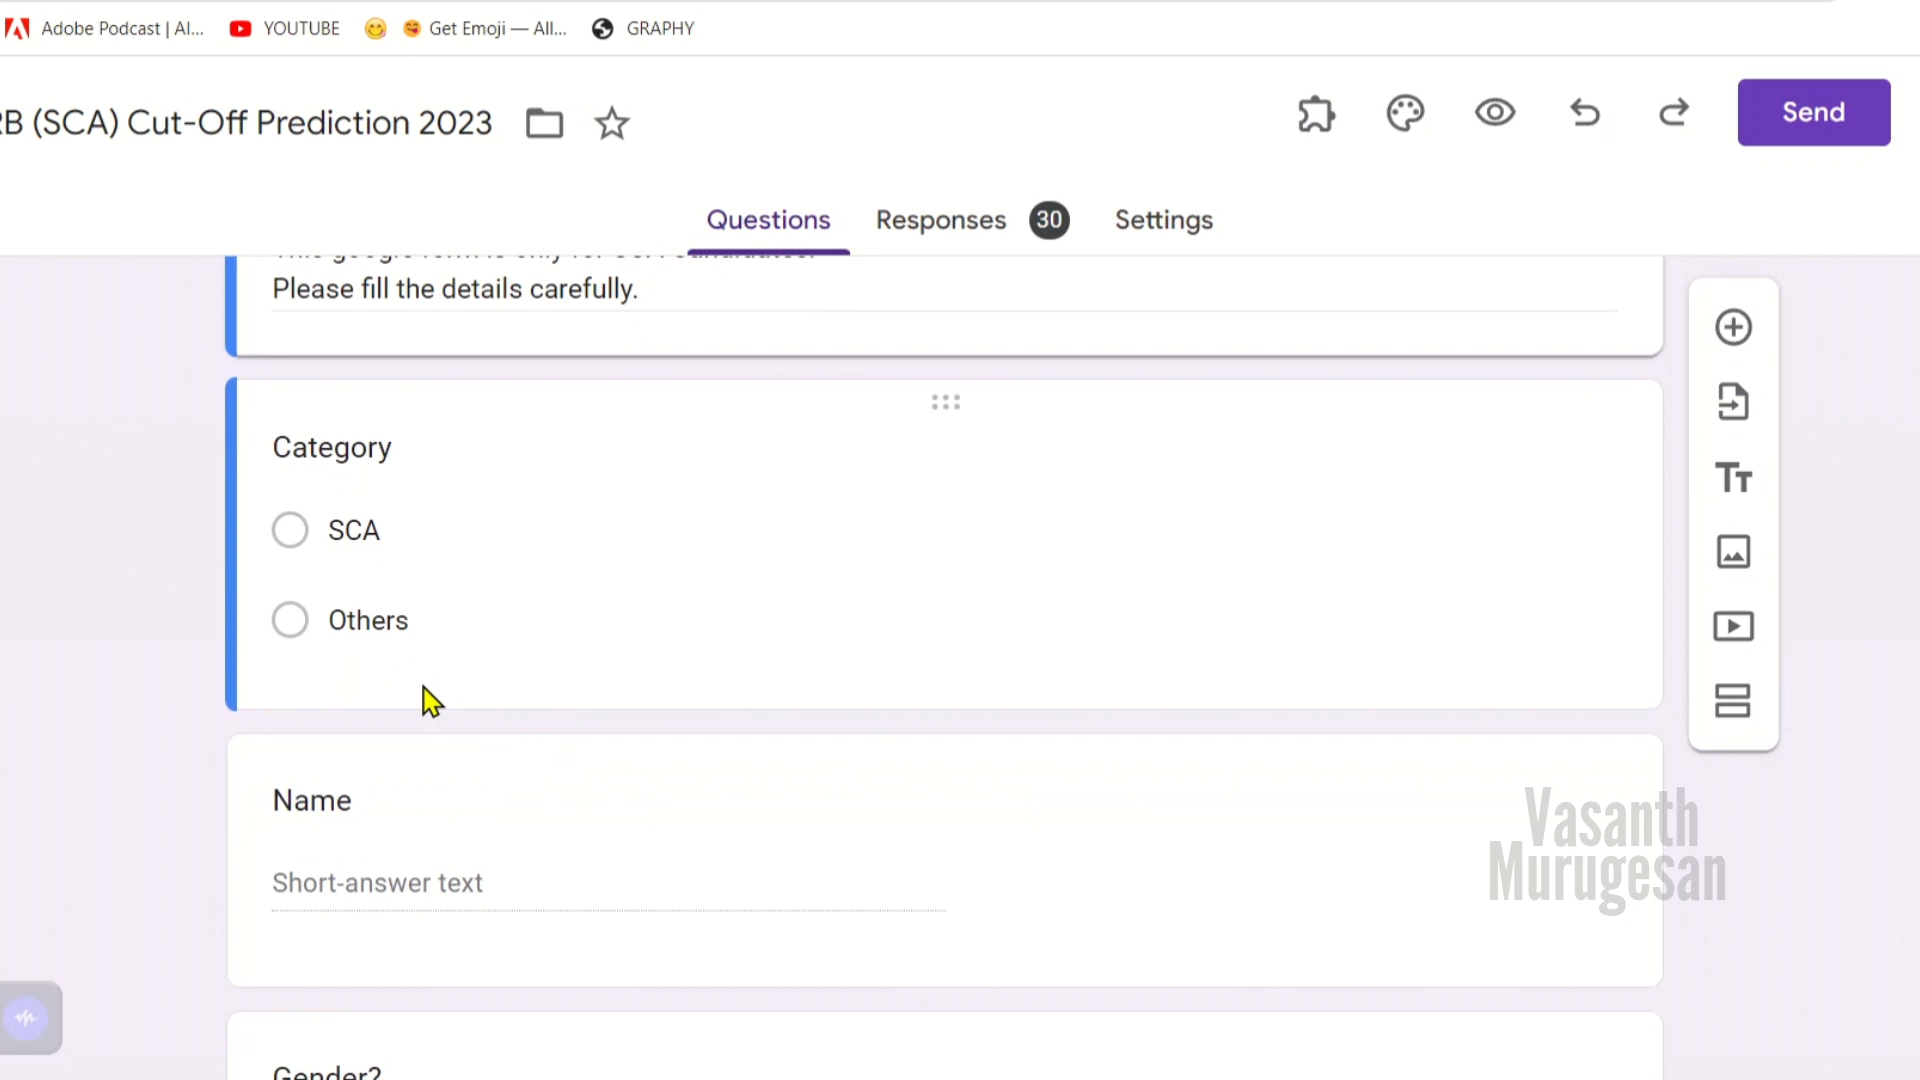 Adobe Podcast | AI... YOUTUBE Get Emoji — All... GRAPHY
RB (SCA) Cut-Off Prediction 2023
Send
Questions Responses 30 Settings
Please fill the details carefully.
Category
SCA
Others
Name
Short-answer text
Vasanth
Murugesan
Gender?